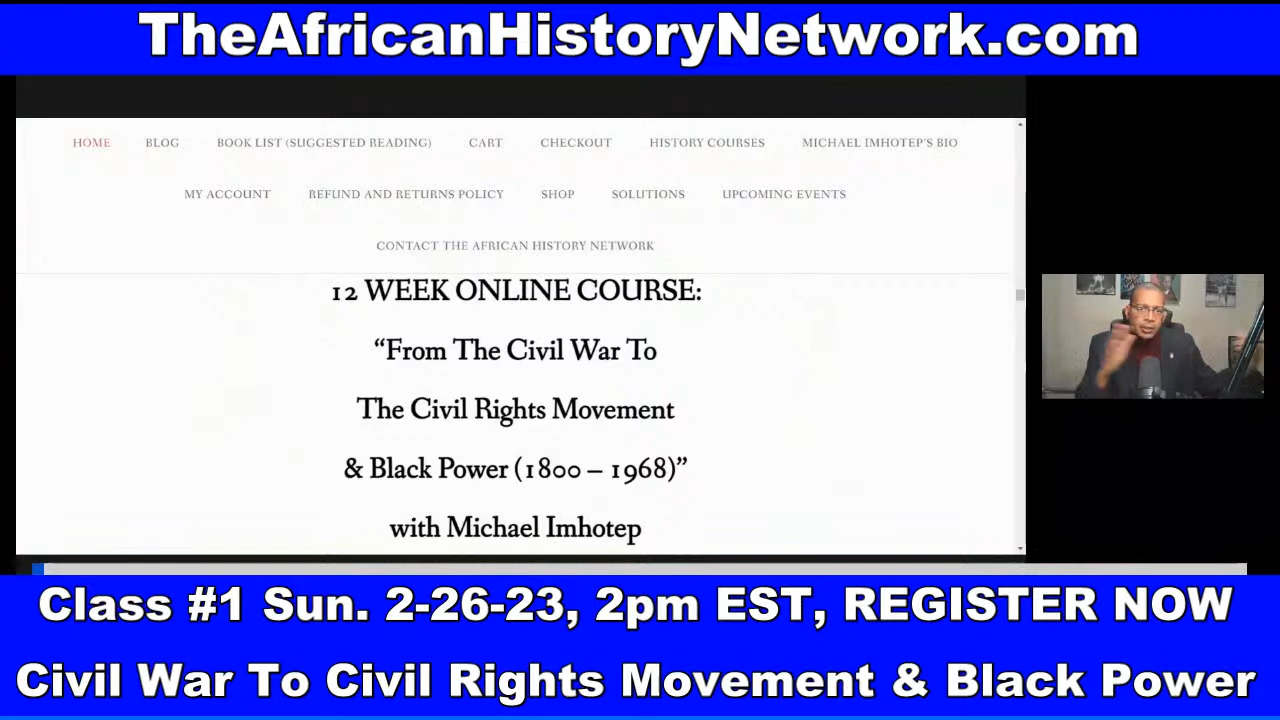 TheAfricanHistoryNetwork.com
HOME BLOG BOOK LIST (SUGGESTED READING) CART CHECKOUT HISTORY COURSES MICHAEL IMHOTEP'S BIO
MY ACCOUNT REFUND AND RETURNS POLICY SHOP SOLUTIONS UPCOMING EVENTS
CONTACT THE AFRICAN HISTORY NETWORK
12 WEEK ONLINE COURSE:
“From The Civil War To
The Civil Rights Movement
& Black Power (1800 – 1968)”
with Michael Imhotep
Class #1 Sun. 2-26-23, 2pm EST, REGISTER NOW
Civil War To Civil Rights Movement & Black Power